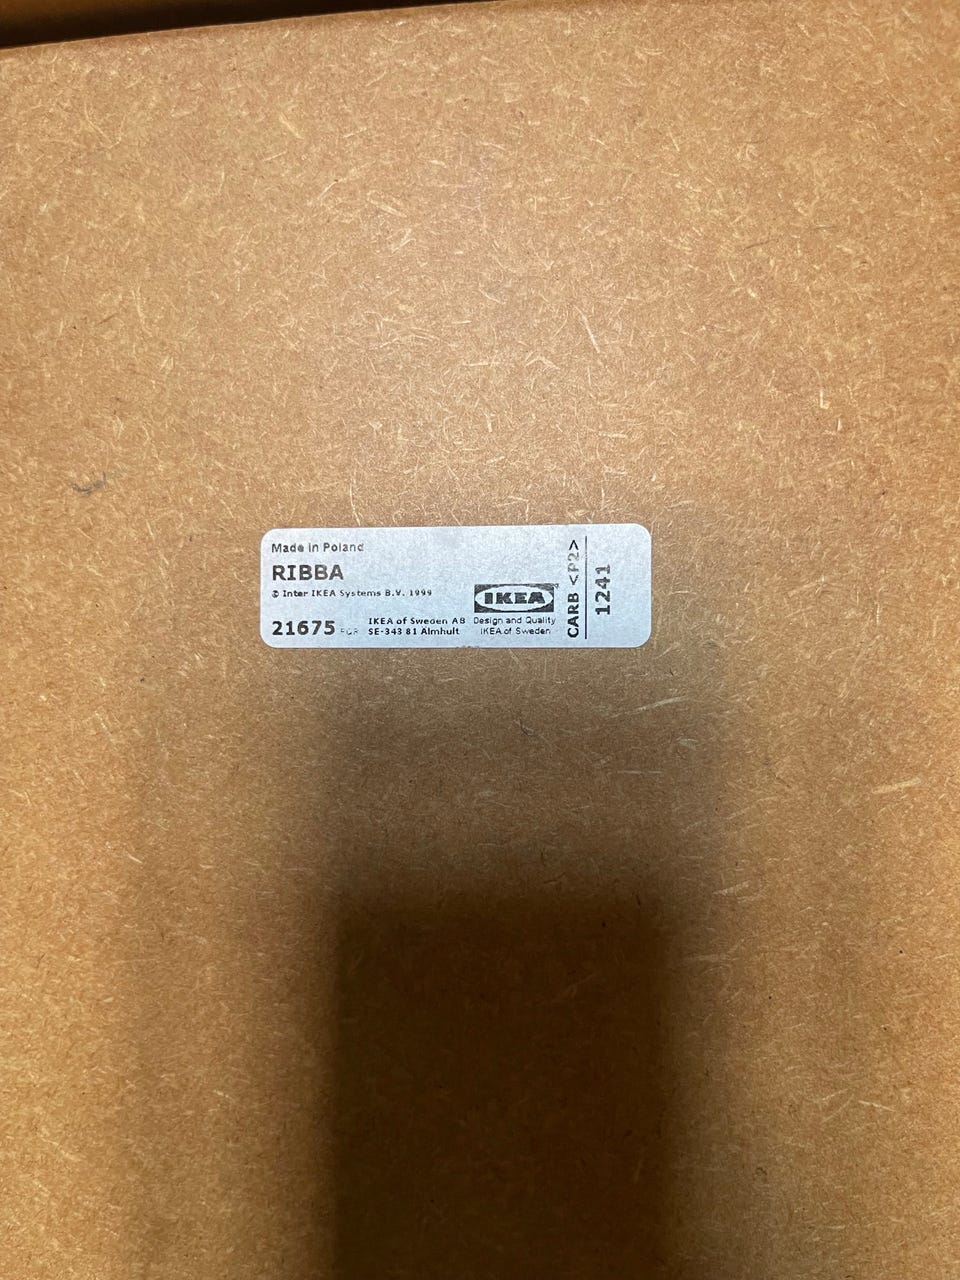 Made in Poland
RIBBA
© Inter IKEA Systems B.V. 1999
21675
IKEA of Sweden AB
SE-343 81 Älmhult
IKEA
Design and Quality
IKEA of Sweden
CARB <P2>
1241